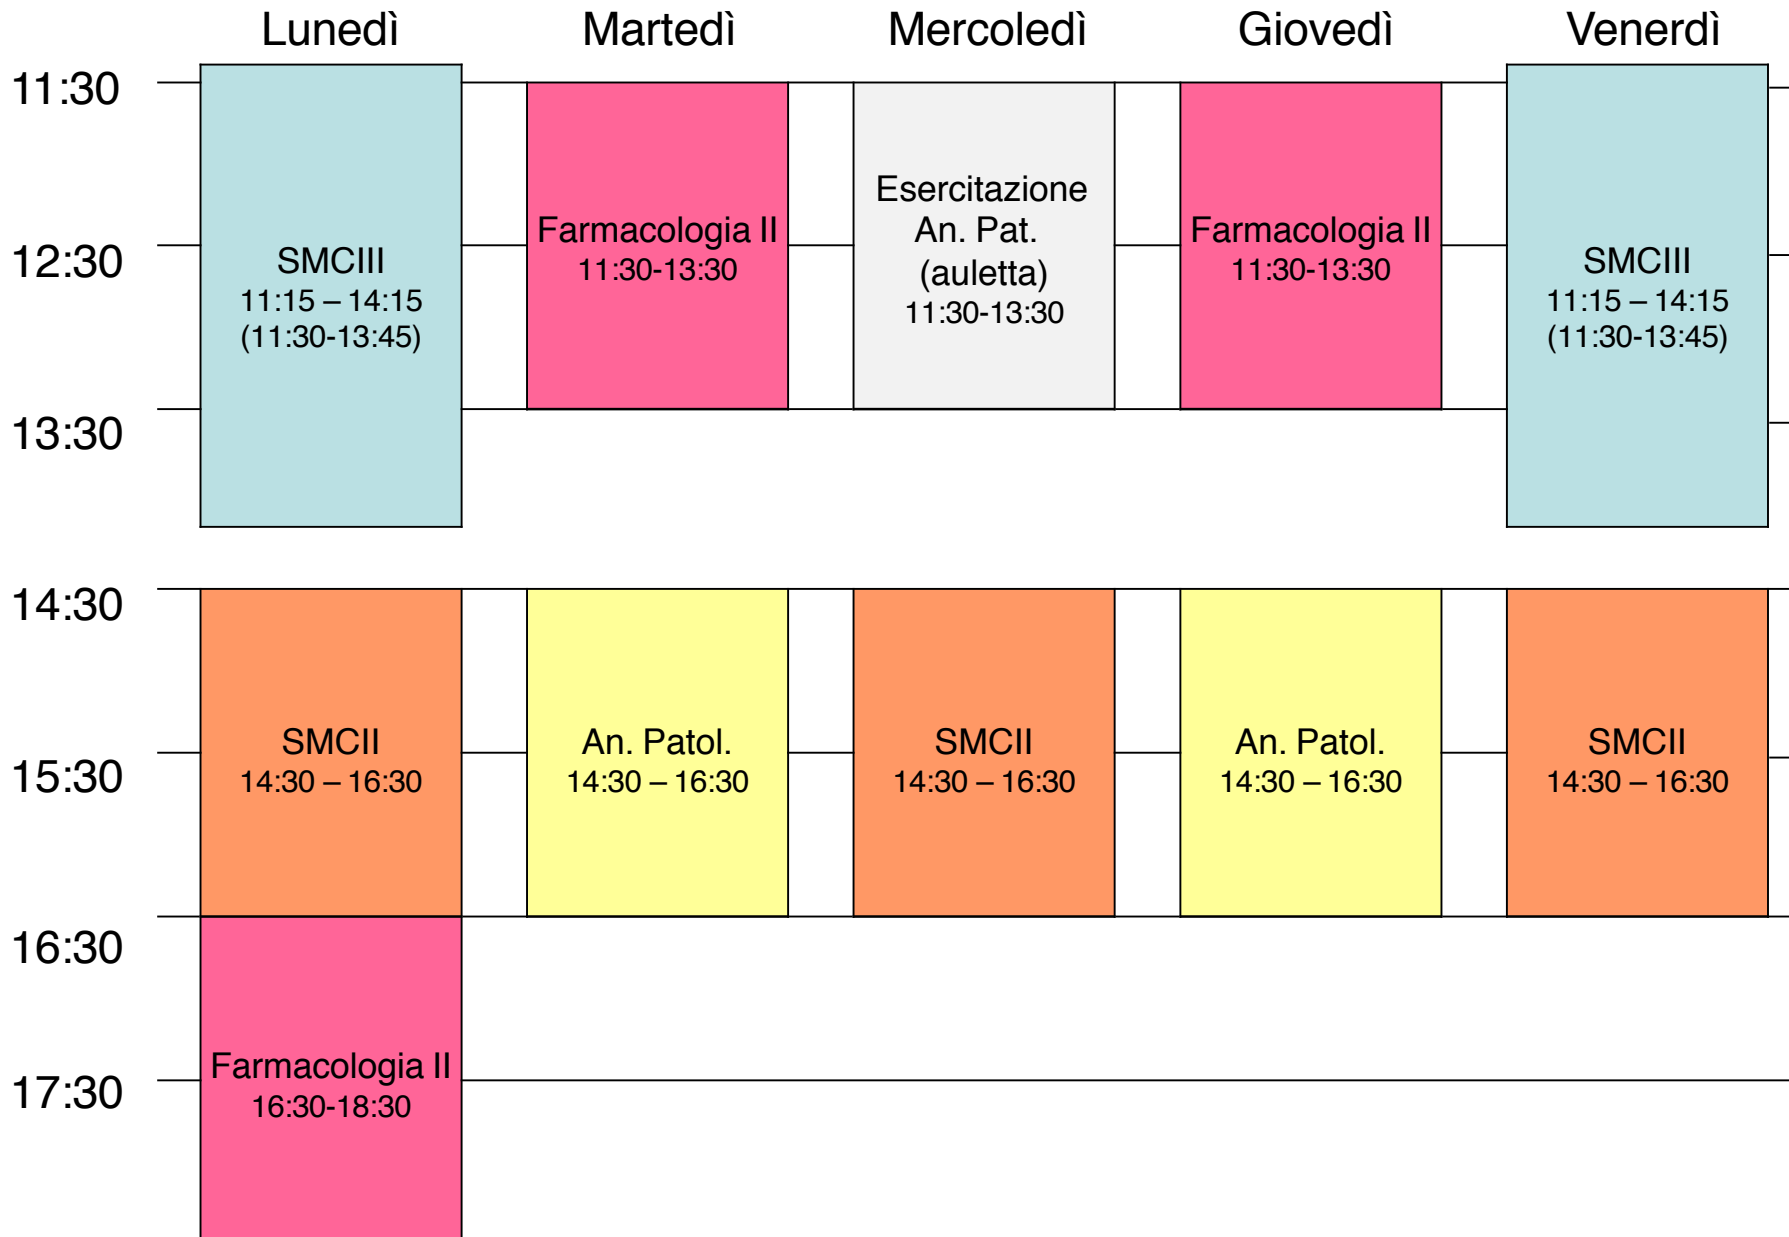 Lunedì Martedì Mercoledì Giovedì Venerdì
11:30
12:30
13:30
14:30
15:30
16:30
17:30
SMCIII
11:15 – 14:15
(11:30-13:45)
SMCII
14:30 – 16:30
Farmacologia II
16:30-18:30
Farmacologia II
11:30-13:30
An. Patol.
14:30 – 16:30
Esercitazione
An. Pat.
(auletta)
11:30-13:30
SMCII
14:30 – 16:30
Farmacologia II
11:30-13:30
An. Patol.
14:30 – 16:30
SMCIII
11:15 – 14:15
(11:30-13:45)
SMCII
14:30 – 16:30